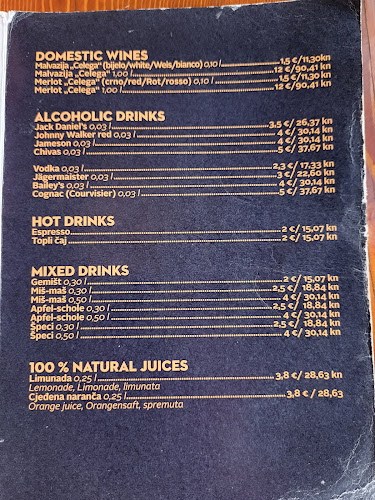 DOMESTIC WINES
Malvazija „Celega“ (bijelo/white/Weis/bianco) 0,10 l 1,5 €/11,30kn
Malvazija „Celega“ 1,00 l 12 €/90,41 kn
Merlot „Celega“ (crno/red/Rot/rosso) 0,10 l 1,5 €/11,30 kn
Merlot „Celega“ 1,00 l 12 €/90,41 kn
ALCOHOLIC DRINKS
Jack Daniel's 0,03 l 3,5 €/ 26,37 kn
Johnny Walker red 0,03 l 4 €/ 30,14 kn
Jameson 0,03 l 4 €/ 30,14 kn
Chivas 0,03 l 5 €/ 37,67 kn
Vodka 0,03 l 2,3 €/ 17,33 kn
Jägermaister 0,03 l 3 €/ 22,60 kn
Bailey's 0,03 l 4 €/ 30,14 kn
Cognac (Courvisier) 0,03 l 5 €/ 37,67 kn
HOT DRINKS
Espresso 2 €/ 15,07 kn
Topli čaj 2 €/ 15,07 kn
MIXED DRINKS
Gemišt 0,30 l 2 €/ 15,07 kn
Miš-maš 0,30 l 2,5 €/ 18,84 kn
Miš-maš 0,50 l 4 €/ 30,14 kn
Apfel-schole 0,30 l 2,5 €/ 18,84 kn
Apfel-schole 0,50 l 4 €/ 30,14 kn
Špeci 0,30 l 2,5 €/ 18,84 kn
Špeci 0,50 l 4 €/ 30,14 kn
100 % NATURAL JUICES
Limunada 0,25 l 3,8 €/ 28,63 kn
Lemonade, Limonade, limunata
Cjeđena naranča 0,25 l 3,8 €/ 28,63
Orange juice, Orangensaft, spremuta